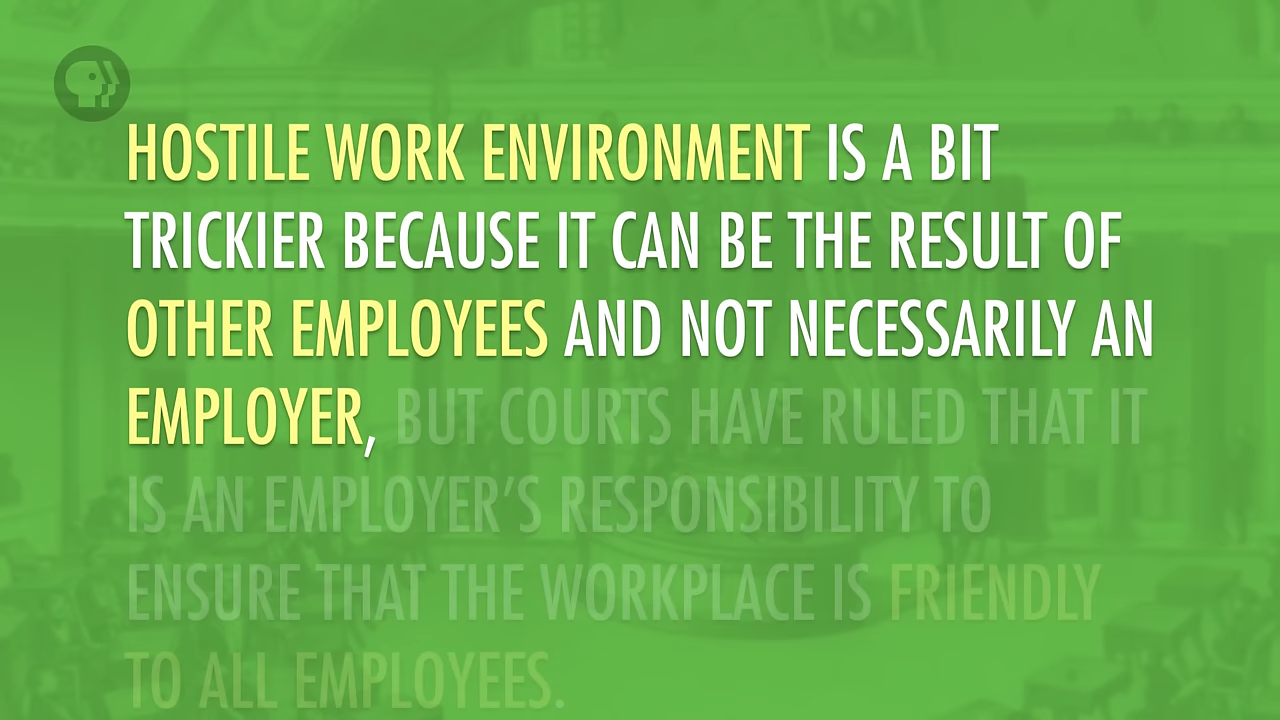 HOSTILE WORK ENVIRONMENT IS A BIT
TRICKIER BECAUSE IT CAN BE THE RESULT OF
OTHER EMPLOYEES AND NOT NECESSARILY AN
EMPLOYER, BUT COURTS HAVE RULED THAT IT
IS AN EMPLOYER'S RESPONSIBILITY TO
ENSURE THAT THE WORKPLACE IS FRIENDLY
TO ALL EMPLOYEES.